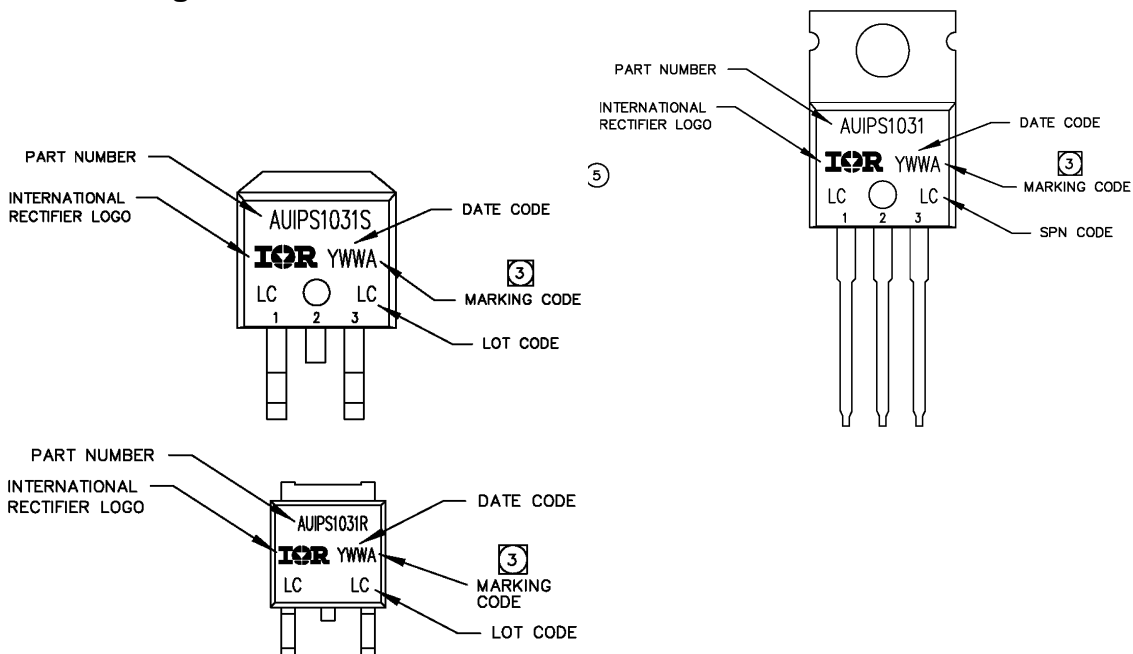 PART NUMBER
INTERNATIONAL
RECTIFIER LOGO
AUIPS1031S
IOR YWWA
LC LC
1 2 3
DATE CODE
3
MARKING CODE
LOT CODE
PART NUMBER
INTERNATIONAL
RECTIFIER LOGO
AUIPS1031
IOR YWWA
LC LC
1 2 3
DATE CODE
3
MARKING CODE
SPN CODE
5
PART NUMBER
INTERNATIONAL
RECTIFIER LOGO
AUIPS1031R
IOR YWWA
LC LC
DATE CODE
3
MARKING
CODE
LOT CODE